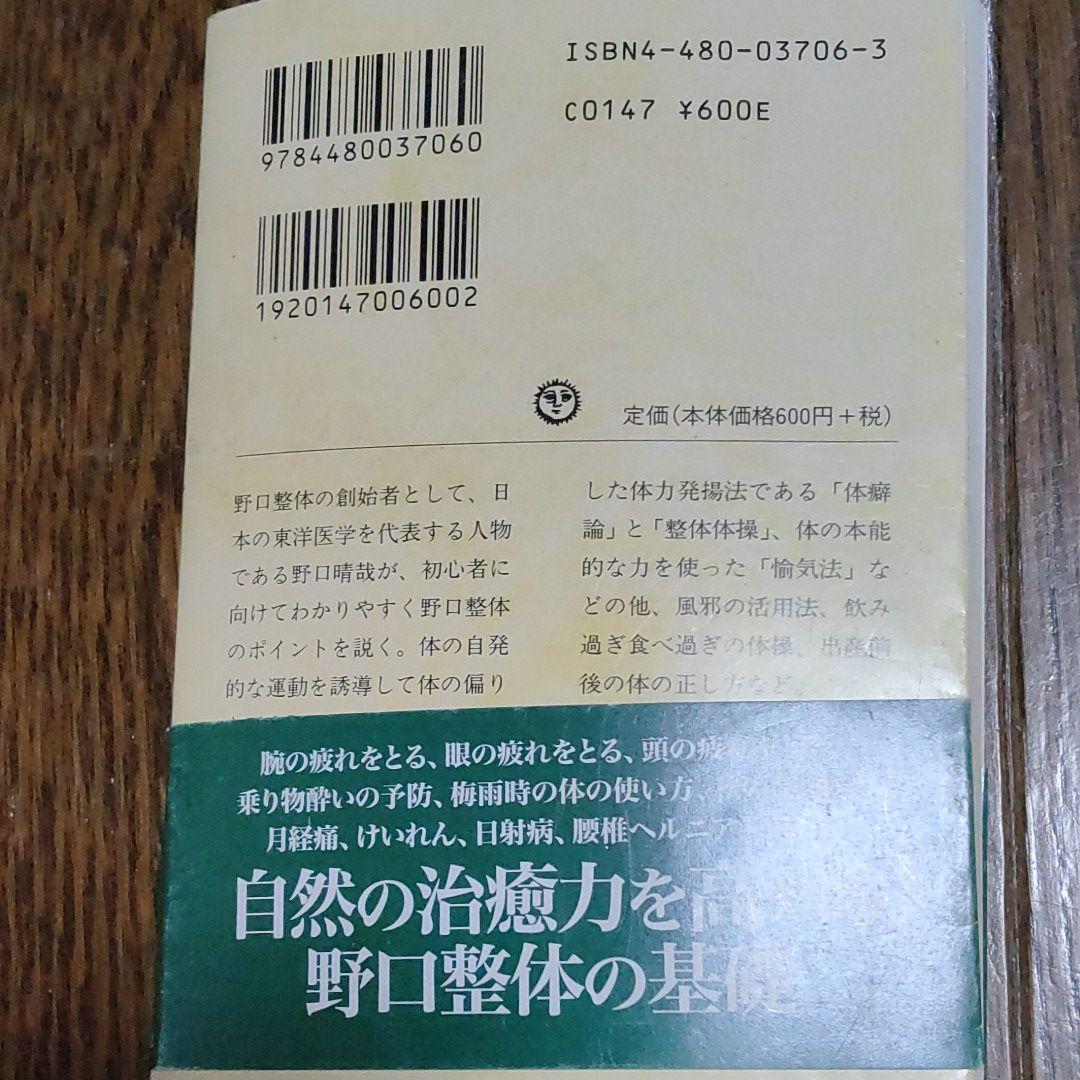 ISBN4-480-03706-3
C0147 ¥600E
9784480037060
1920147006002
定価(本体価格600円+税)
野口整体の創始者として、日
本の東洋医学を代表する人物
である野口晴哉が、初心者に
向けてわかりやすく野口整体
のポイントを説く。体の自発
的な運動を誘導して体の偏り
した体力発揚法である「体癖
論」と「整体体操」、体の本能
的な力を使った「愉気法」な
どの他、風邪の活用法、飲み
過ぎ食べ過ぎの体操、出産前
後の体の正し方など。
腕の疲れをとる、眼の疲れをとる、頭の疲
乗り物酔いの予防、梅雨時の体の使い方
月経痛、けいれん、日射病、腰椎ヘルニア
自然の治癒力を高
野口整体の基礎